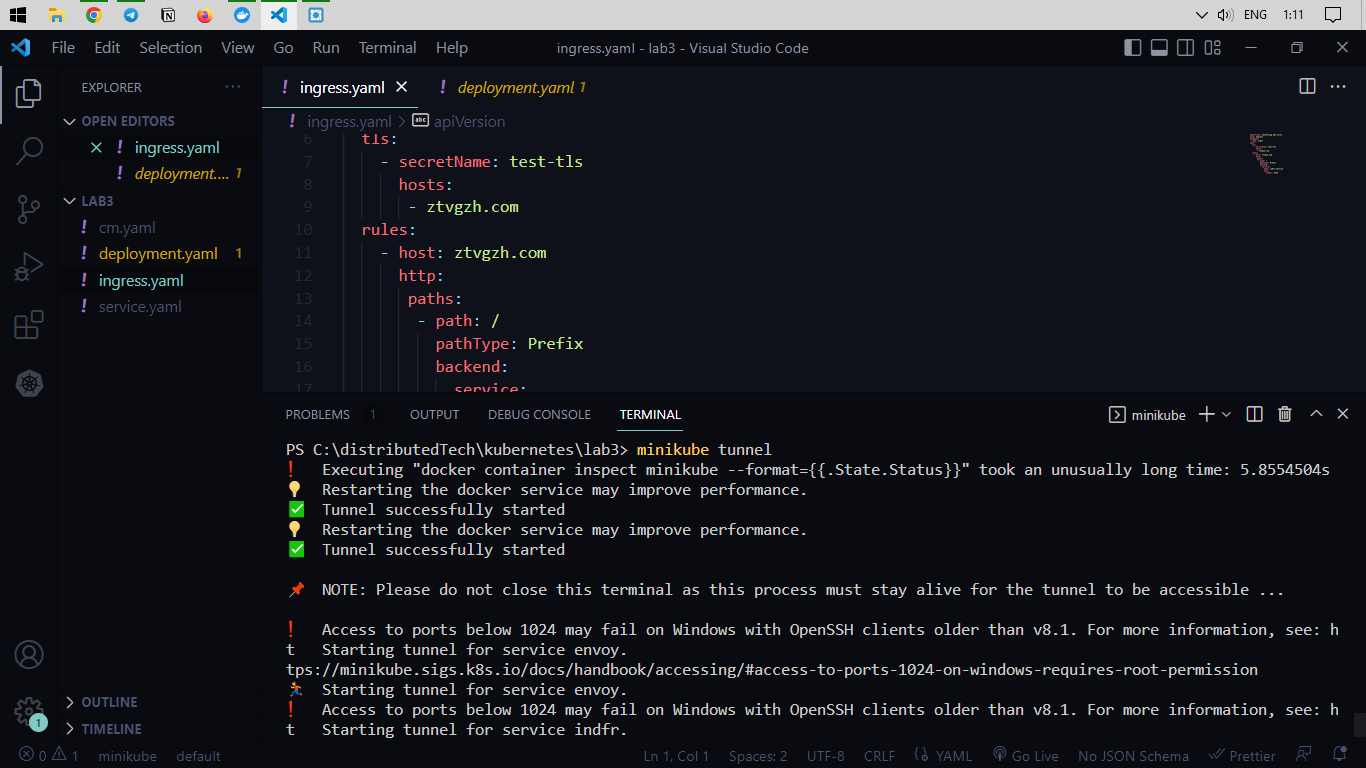 ENG 1:11
File Edit Selection View Go Run Terminal Help
ingress.yaml - lab3 - Visual Studio Code
EXPLORER
OPEN EDITORS
ingress.yaml
deployment.... 1
LAB3
cm.yaml
deployment.yaml 1
ingress.yaml
service.yaml
OUTLINE
TIMELINE
1
ingress.yaml
deployment.yaml 1
ingress.yaml > apiVersion
6 tls:
7 - secretName: test-tls
8 hosts:
9 - ztvgzh.com
10 rules:
11 - host: ztvgzh.com
12 http:
13 paths:
14 - path: /
15 pathType: Prefix
16 backend:
17 service:
PROBLEMS 1 OUTPUT DEBUG CONSOLE TERMINAL
minikube
PS C:\distributedTech\kubernetes\lab3> minikube tunnel
❗ Executing "docker container inspect minikube --format={{.State.Status}}" took an unusually long time: 5.8554504s
💡 Restarting the docker service may improve performance.
✅ Tunnel successfully started
💡 Restarting the docker service may improve performance.
✅ Tunnel successfully started
📌 NOTE: Please do not close this terminal as this process must stay alive for the tunnel to be accessible ...
❗ Access to ports below 1024 may fail on Windows with OpenSSH clients older than v8.1. For more information, see: h
t Starting tunnel for service envoy.
tps://minikube.sigs.k8s.io/docs/handbook/accessing/#access-to-ports-1024-on-windows-requires-root-permission
🏃 Starting tunnel for service envoy.
❗ Access to ports below 1024 may fail on Windows with OpenSSH clients older than v8.1. For more information, see: h
t Starting tunnel for service indfr.
0 1 minikube default
Ln 1, Col 1 Spaces: 2 UTF-8 CRLF YAML Go Live No JSON Schema Prettier